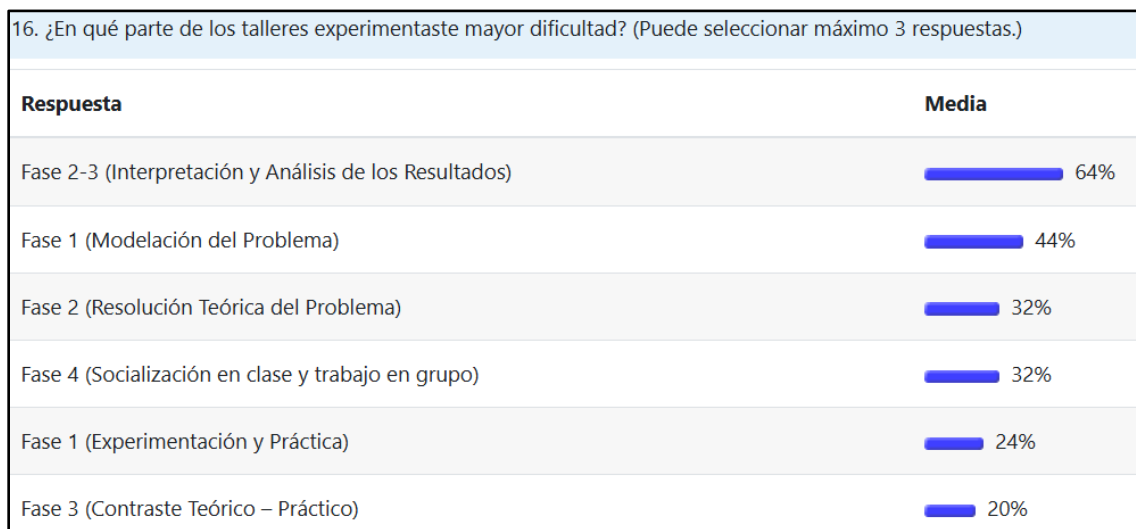 16. ¿En qué parte de los talleres experimentaste mayor dificultad? (Puede seleccionar máximo 3 respuestas.)
Respuesta Media
Fase 2-3 (Interpretación y Análisis de los Resultados) 64%
Fase 1 (Modelación del Problema) 44%
Fase 2 (Resolución Teórica del Problema) 32%
Fase 4 (Socialización en clase y trabajo en grupo) 32%
Fase 1 (Experimentación y Práctica) 24%
Fase 3 (Contraste Teórico – Práctico) 20%